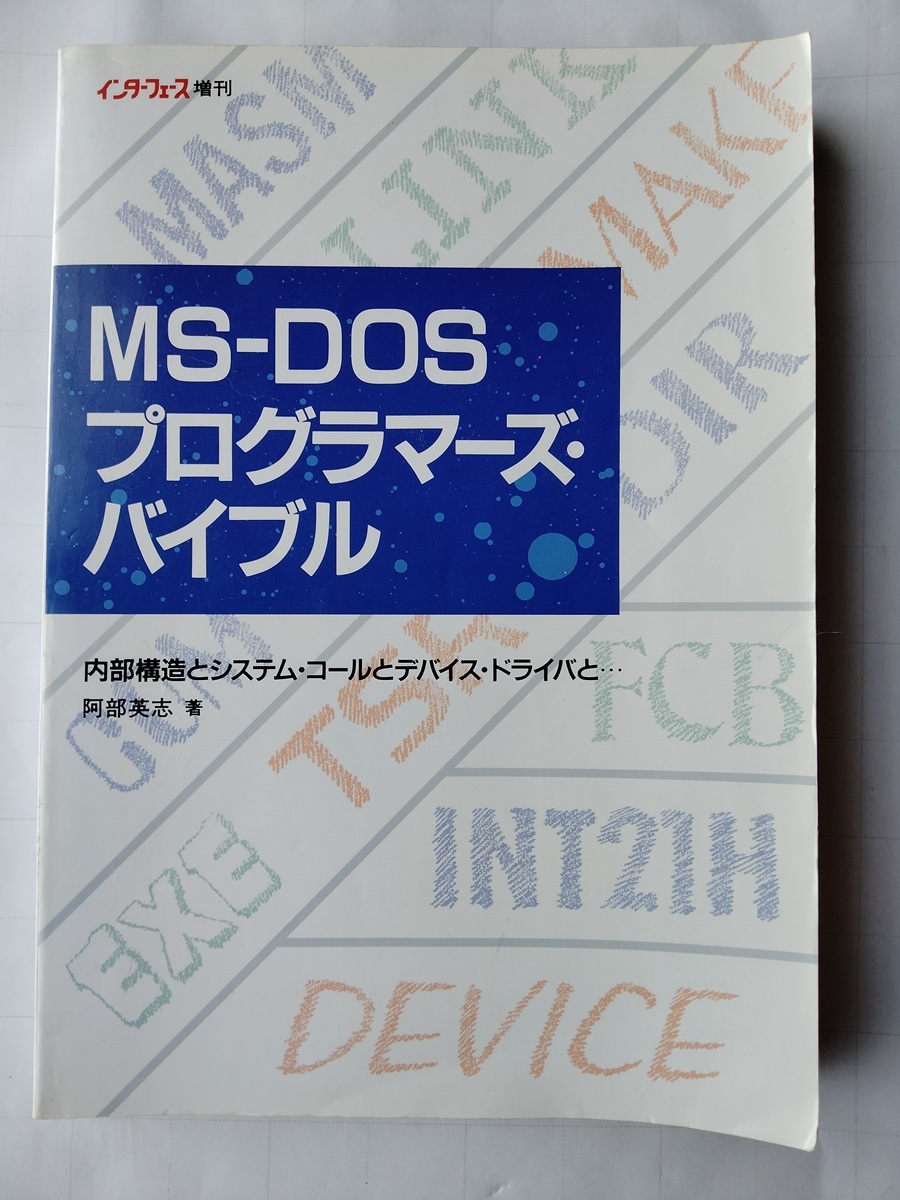 インターフェース増刊
MASM
LINK
MAKE
DIR
MS-DOS
プログラマーズ・
バイブル
内部構造とシステム・コールとデバイス・ドライバと…
阿部英志 著
COM
TSR
FCB
EXE
INT21H
DEVICE